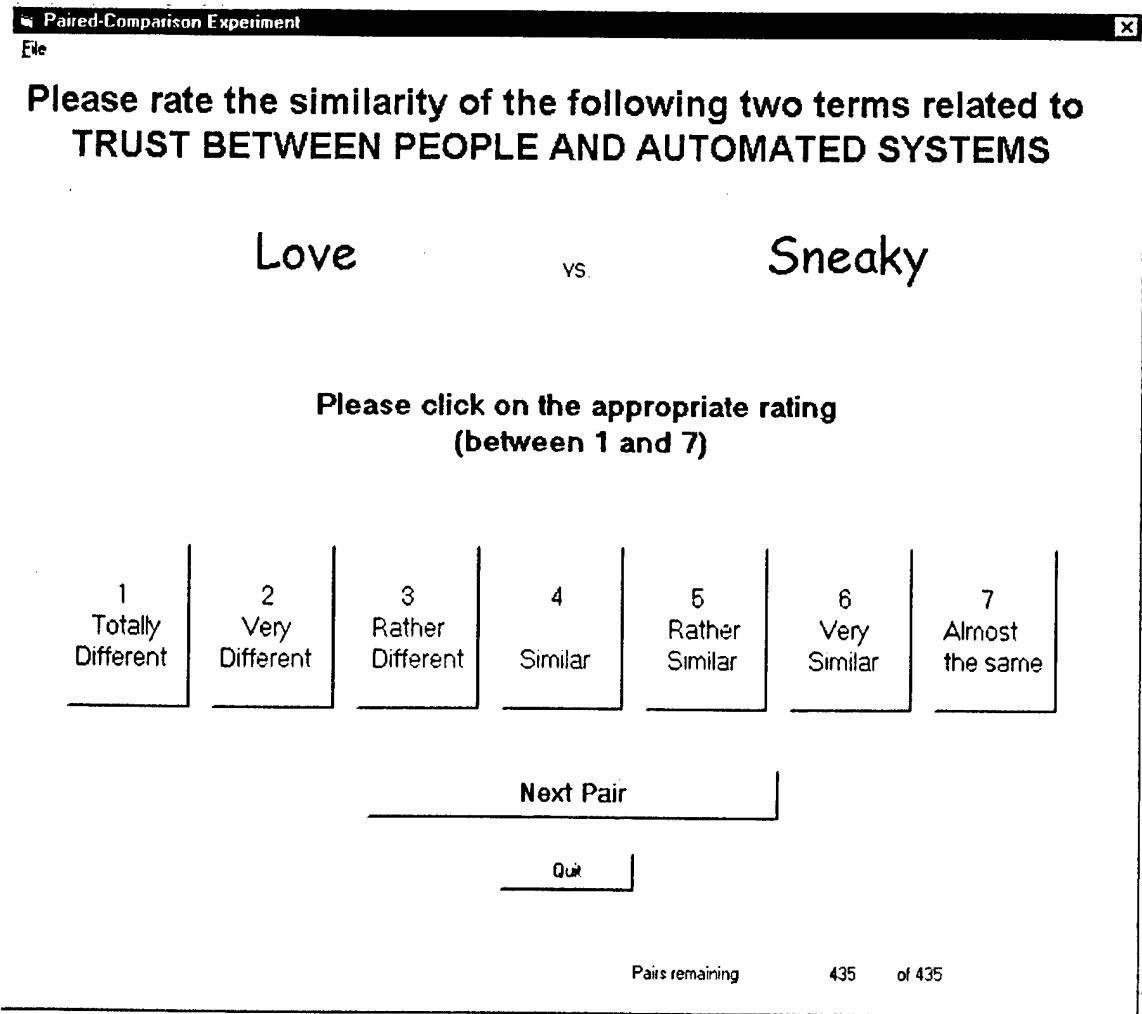 Paired-Comparison Experiment
File
Please rate the similarity of the following two terms related to
TRUST BETWEEN PEOPLE AND AUTOMATED SYSTEMS
Love vs. Sneaky
Please click on the appropriate rating
(between 1 and 7)
1 2 3 4 5 6 7
Totally Very Rather Rather Very Almost
Different Different Different Similar Similar Similar the same
Next Pair
Quit
Pairs remaining 435 of 435